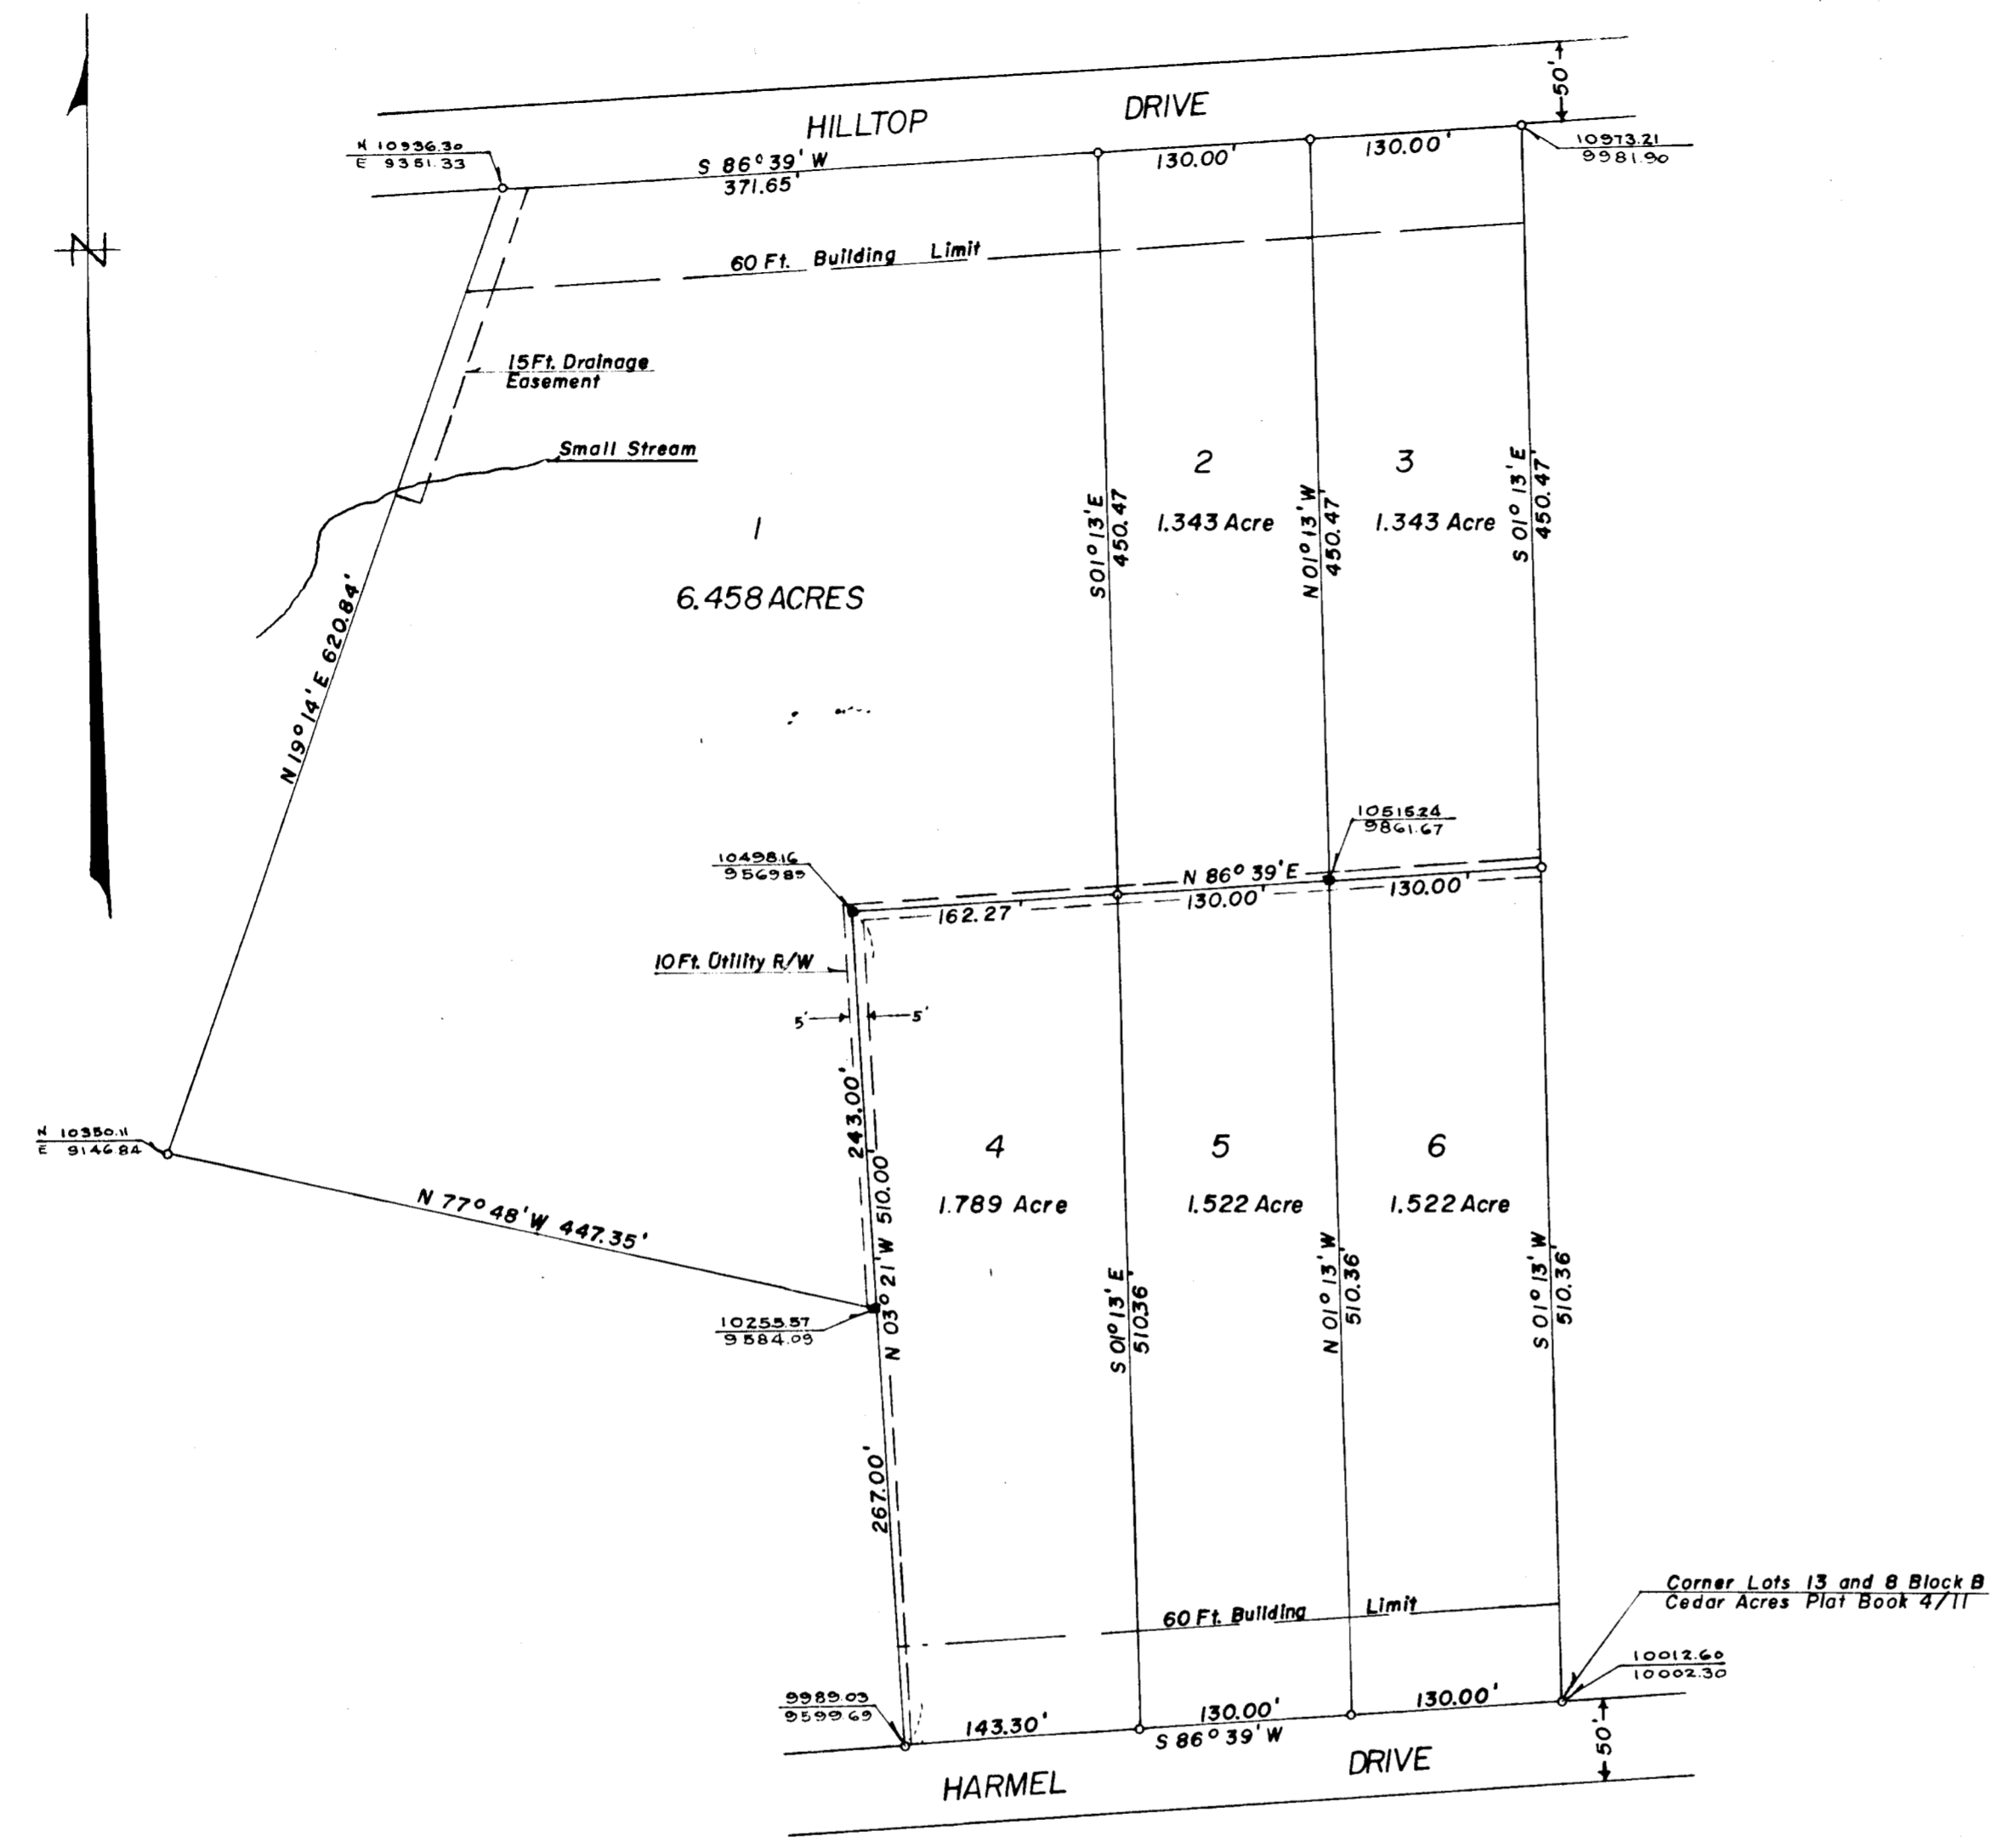 HILLTOP DRIVE
50'
N 10936.30
E 9351.33
S 86° 39' W
371.65'
130.00'
130.00'
10973.21
9981.90
60 Ft. Building Limit
N
15 Ft. Drainage
Easement
Small Stream
1
6.458 ACRES
2
1.343 Acre
3
1.343 Acre
S 01° 13' E
450.47
N 01° 13' W
450.47'
S 01° 13' E
450.47'
N 19° 14' E 620.84'
10498.16
9569.89
10515.24
9861.67
N 86° 39' E
162.27'
130.00'
130.00'
10 Ft. Utility R/W
5'
5'
243.00'
N 03° 21' W 510.00'
N 10350.11
E 9146.84
N 77° 48' W 447.35'
10255.57
9584.09
4
1.789 Acre
5
1.522 Acre
6
1.522 Acre
S 01° 13' E
510.36'
N 01° 13' W
510.36'
S 01° 13' W
510.36'
267.00'
60 Ft. Building Limit
Corner Lots 13 and 8 Block B
Cedar Acres Plat Book 4/11
10012.60
10002.30
9989.03
9599.69
143.30'
130.00'
130.00'
S 86° 39' W
HARMEL DRIVE
50'